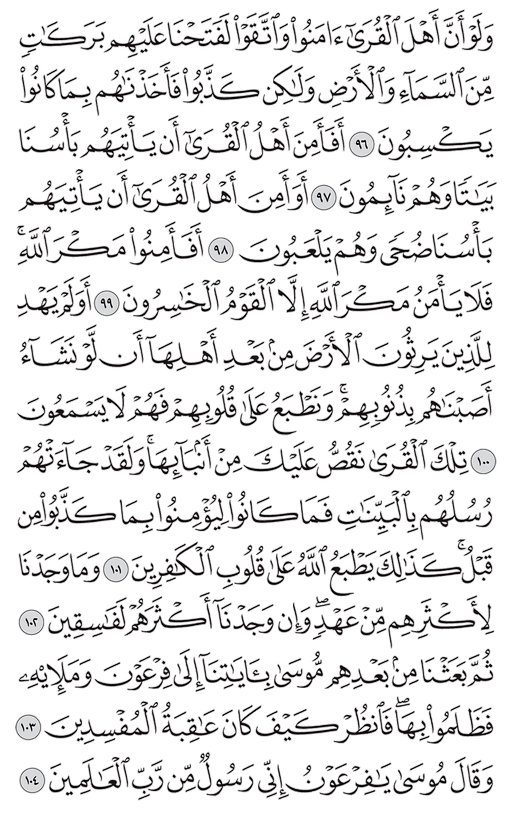 وَلَوْ أَنَّ أَهْلَ ٱلْقُرَىٰٓ ءَامَنُوا۟ وَٱتَّقَوْا۟ لَفَتَحْنَا عَلَيْهِم بَرَكَٰتٍ
مِّنَ ٱلسَّمَآءِ وَٱلْأَرْضِ وَلَٰكِن كَذَّبُوا۟ فَأَخَذْنَٰهُم بِمَا كَانُوا۟
يَكْسِبُونَ ٩٦ أَفَأَمِنَ أَهْلُ ٱلْقُرَىٰٓ أَن يَأْتِيَهُم بَأْسُنَا
بَيَٰتًا وَهُمْ نَآئِمُونَ ٩٧ أَوَأَمِنَ أَهْلُ ٱلْقُرَىٰٓ أَن يَأْتِيَهُم
بَأْسُنَا ضُحًى وَهُمْ يَلْعَبُونَ ٩٨ أَفَأَمِنُوا۟ مَكْرَ ٱللَّهِ ۚ
فَلَا يَأْمَنُ مَكْرَ ٱللَّهِ إِلَّا ٱلْقَوْمُ ٱلْخَٰسِرُونَ ٩٩ أَوَلَمْ يَهْدِ
لِلَّذِينَ يَرِثُونَ ٱلْأَرْضَ مِنۢ بَعْدِ أَهْلِهَآ أَن لَّوْ نَشَآءُ
أَصَبْنَٰهُم بِذُنُوبِهِمْ ۚ وَنَطْبَعُ عَلَىٰ قُلُوبِهِمْ فَهُمْ لَا يَسْمَعُونَ
١٠٠ تِلْكَ ٱلْقُرَىٰ نَقُصُّ عَلَيْكَ مِنْ أَنۢبَآئِهَا ۚ وَلَقَدْ جَآءَتْهُمْ
رُسُلُهُم بِٱلْبَيِّنَٰتِ فَمَا كَانُوا۟ لِيُؤْمِنُوا۟ بِمَا كَذَّبُوا۟ مِن
قَبْلُ ۚ كَذَٰلِكَ يَطْبَعُ ٱللَّهُ عَلَىٰ قُلُوبِ ٱلْكَٰفِرِينَ ١٠١ وَمَا وَجَدْنَا
لِأَكْثَرِهِم مِّنْ عَهْدٍ ۖ وَإِن وَجَدْنَآ أَكْثَرَهُمْ لَفَٰسِقِينَ ١٠٢
ثُمَّ بَعَثْنَا مِنۢ بَعْدِهِم مُّوسَىٰ بِـَٔايَٰتِنَآ إِلَىٰ فِرْعَوْنَ وَمَلَإِي۟هِۦ
فَظَلَمُوا۟ بِهَا ۖ فَٱنظُرْ كَيْفَ كَانَ عَٰقِبَةُ ٱلْمُفْسِدِينَ ١٠٣
وَقَالَ مُوسَىٰ يَٰفِرْعَوْنُ إِنِّى رَسُولٌ مِّن رَّبِّ ٱلْعَٰلَمِينَ ١٠٤